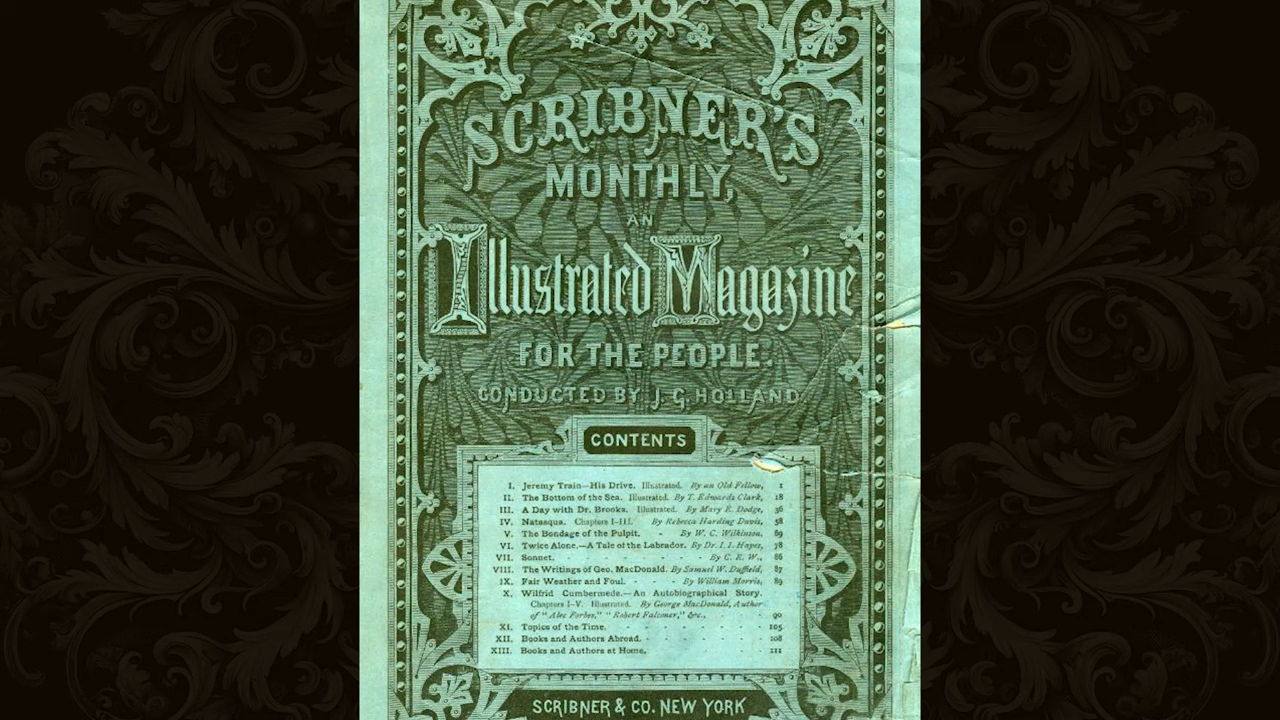 SCRIBNER'S
MONTHLY,
AN
Illustrated Magazine
FOR THE PEOPLE.
CONDUCTED BY J. G. HOLLAND
CONTENTS
I. Jeremy Train—His Drive. Illustrated. By an Old Fellow, 1
II. The Bottom of the Sea. Illustrated. By T. Edwards Clark, 18
III. A Day with Dr. Brooks. Illustrated. By Mary E. Dodge, 36
IV. Natasqua. Chapters I-III. By Rebecca Harding Davis, 58
V. The Bondage of the Pulpit. - By W. C. Wilkinson, 69
VI. Twice Alone.—A Tale of the Labrador. By Dr. I. I. Hayes, 78
VII. Sonnet. - - - - - - By C. E. W., 86
VIII. The Writings of Geo. MacDonald. By Samuel W. Duffield, 87
IX. Fair Weather and Foul. - - - By William Morris, 89
X. Wilfrid Cumbermede.—An Autobiographical Story.
Chapters I-V. Illustrated. By George MacDonald, Author
of "Alec Forbes," "Robert Falconer," &c., - - 90
XI. Topics of the Time. - - - - - - 105
XII. Books and Authors Abroad. - - - - - 108
XIII. Books and Authors at Home. - - - - - 111
SCRIBNER & CO. NEW YORK